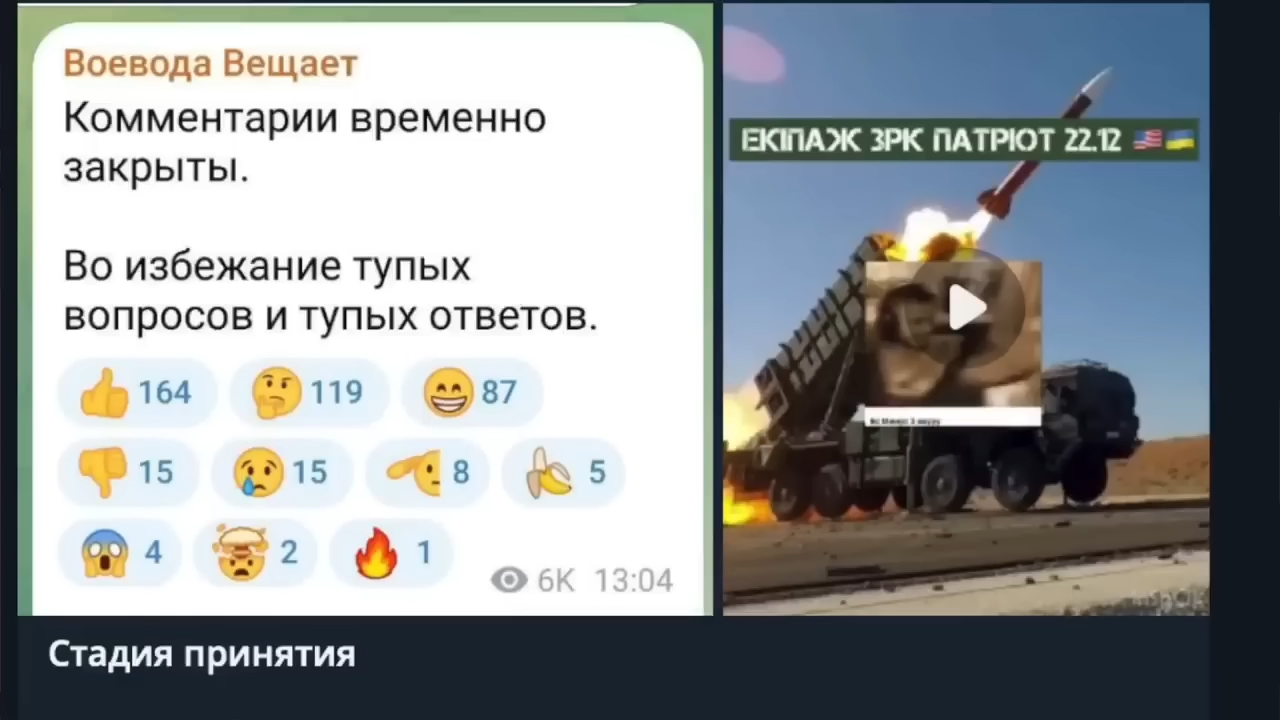 Воевода Вещает
Комментарии временно
закрыты.
Во избежание тупых
вопросов и тупых ответов.
👍 164 🤔 119 😁 87
👎 15 😢 15 🫡 8 🍌 5
😱 4 🤯 2 🔥 1
6K 13:04
ЕКІПАЖ ЗРК ПАТРІОТ 22.12 🇺🇸🇺🇦
Стадия принятия